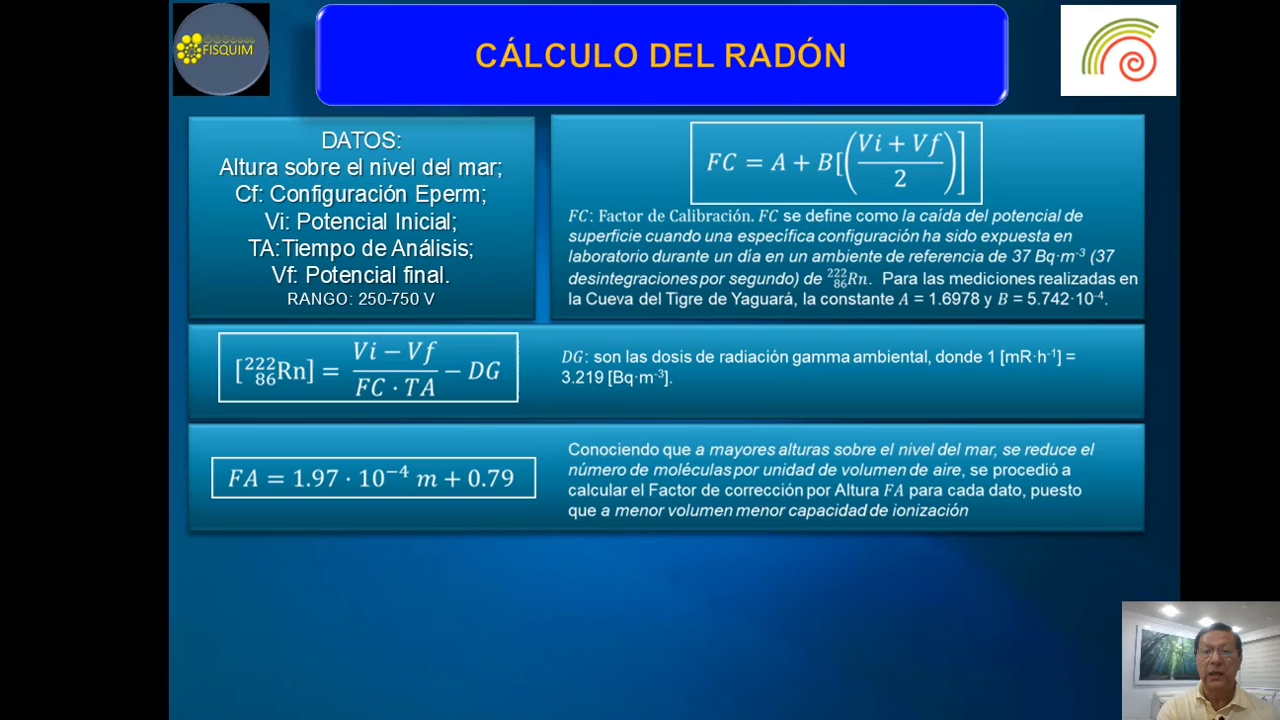 FISQUIM
CÁLCULO DEL RADÓN
DATOS:
Altura sobre el nivel del mar;
Cf: Configuración Eperm;
Vi: Potencial Inicial;
TA:Tiempo de Análisis;
Vf: Potencial final.
RANGO: 250-750 V
FC = A + B[(Vi + Vf / 2)]
FC: Factor de Calibración. FC se define como la caída del potencial de
superficie cuando una específica configuración ha sido expuesta en
laboratorio durante un día en un ambiente de referencia de 37 Bq·m⁻³ (37
desintegraciones por segundo) de ²²²₈₆Rn. Para las mediciones realizadas en
la Cueva del Tigre de Yaguará, la constante A = 1.6978 y B = 5.742·10⁻⁴.
[²²²₈₆Rn] = Vi − Vf / FC · TA − DG
DG: son las dosis de radiación gamma ambiental, donde 1 [mR·h⁻¹] =
3.219 [Bq·m⁻³].
FA = 1.97 · 10⁻⁴ m + 0.79
Conociendo que a mayores alturas sobre el nivel del mar, se reduce el
número de moléculas por unidad de volumen de aire, se procedió a
calcular el Factor de corrección por Altura FA para cada dato, puesto
que a menor volumen menor capacidad de ionización